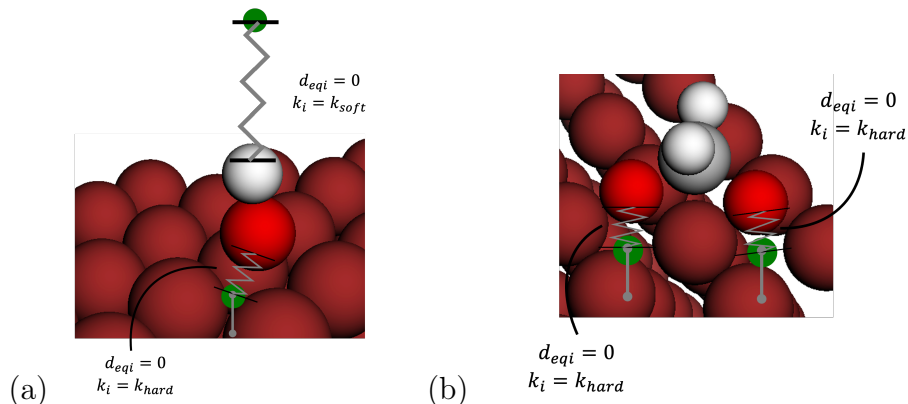 d_{eqi} = 0
k_i = k_{soft}
d_{eqi} = 0
k_i = k_{hard}
(a)
d_{eqi} = 0
k_i = k_{hard}
d_{eqi} = 0
k_i = k_{hard}
(b)